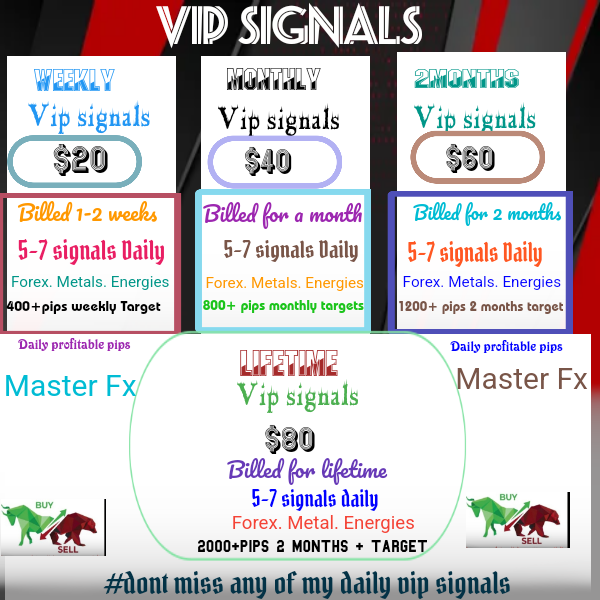 VIP SIGNALS
WEEKLY
Vip signals
$20
Billed 1-2 weeks
5-7 signals Daily
Forex. Metals. Energies
400+pips weekly Target
MONTHLY
Vip signals
$40
Billed for a month
5-7 signals Daily
Forex. Metals. Energies
800+ pips monthly targets
2MONTHS
Vip signals
$60
Billed for 2 months
5-7 signals Daily
Forex. Metals. Energies
1200+ pips 2 months target
Daily profitable pips
Master Fx
BUY
SELL
LIFETIME
Vip signals
$80
Billed for lifetime
5-7 signals daily
Forex. Metal. Energies
2000+PIPS 2 MONTHS + TARGET
Daily profitable pips
Master Fx
BUY
SELL
#dont miss any of my daily vip signals